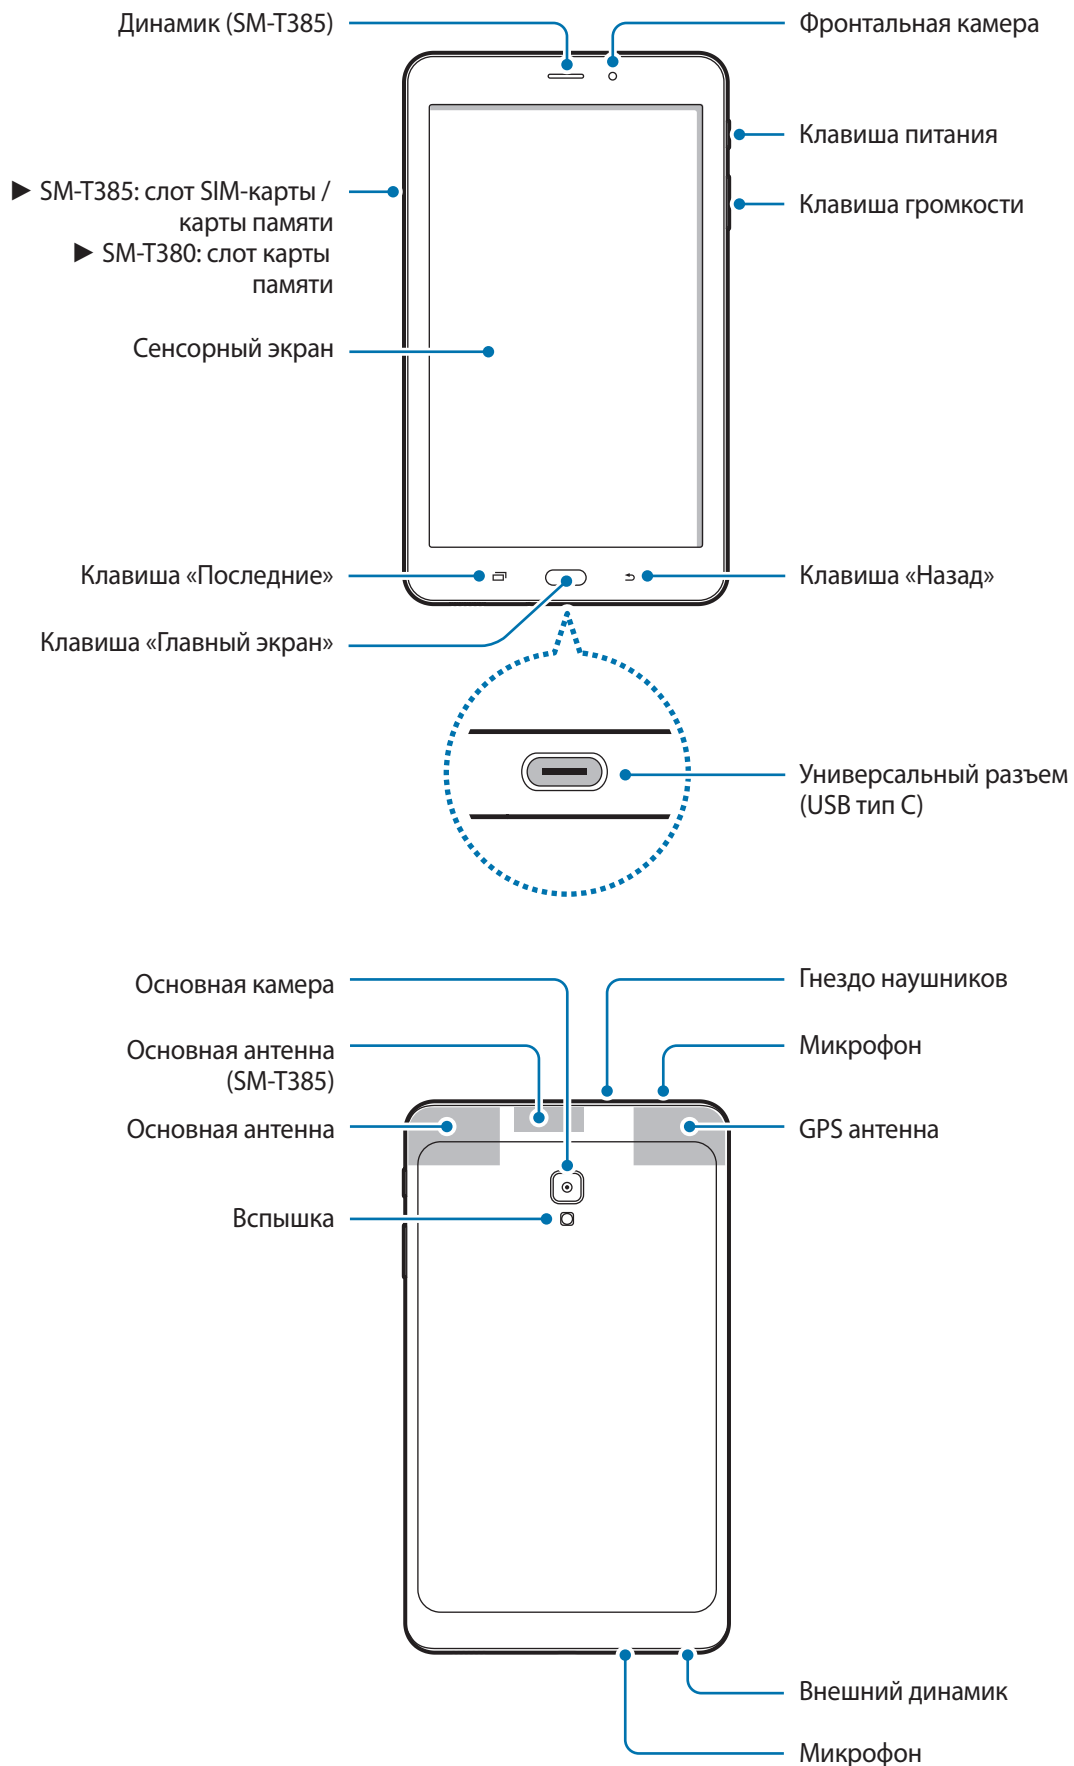 Динамик (SM-T385)
Фронтальная камера
Клавиша питания
► SM-T385: слот SIM-карты /
карты памяти
► SM-T380: слот карты
памяти
Клавиша громкости
Сенсорный экран
Клавиша «Последние»
Клавиша «Назад»
Клавиша «Главный экран»
Универсальный разъем
(USB тип C)
Основная камера
Гнездо наушников
Основная антенна
(SM-T385)
Микрофон
Основная антенна
GPS антенна
Вспышка
Внешний динамик
Микрофон